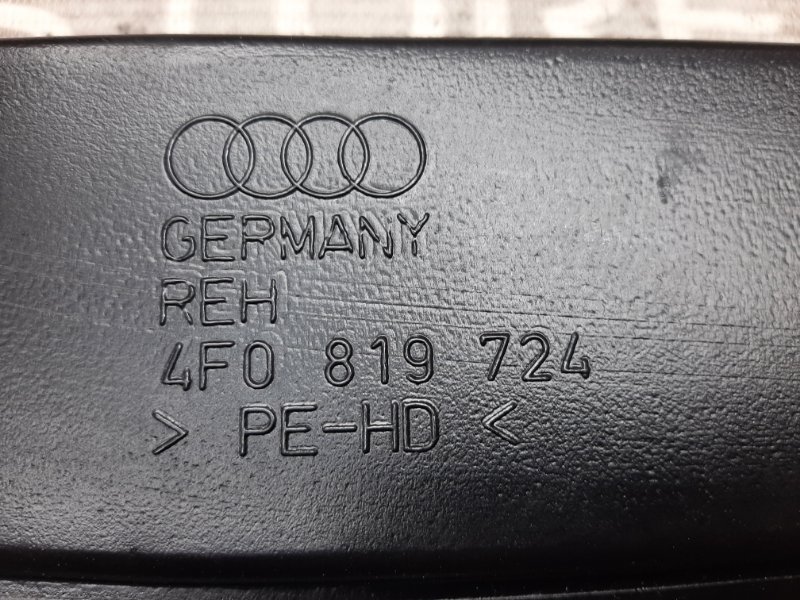 GERMANY
REH
4F0 819 724
> PE-HD <